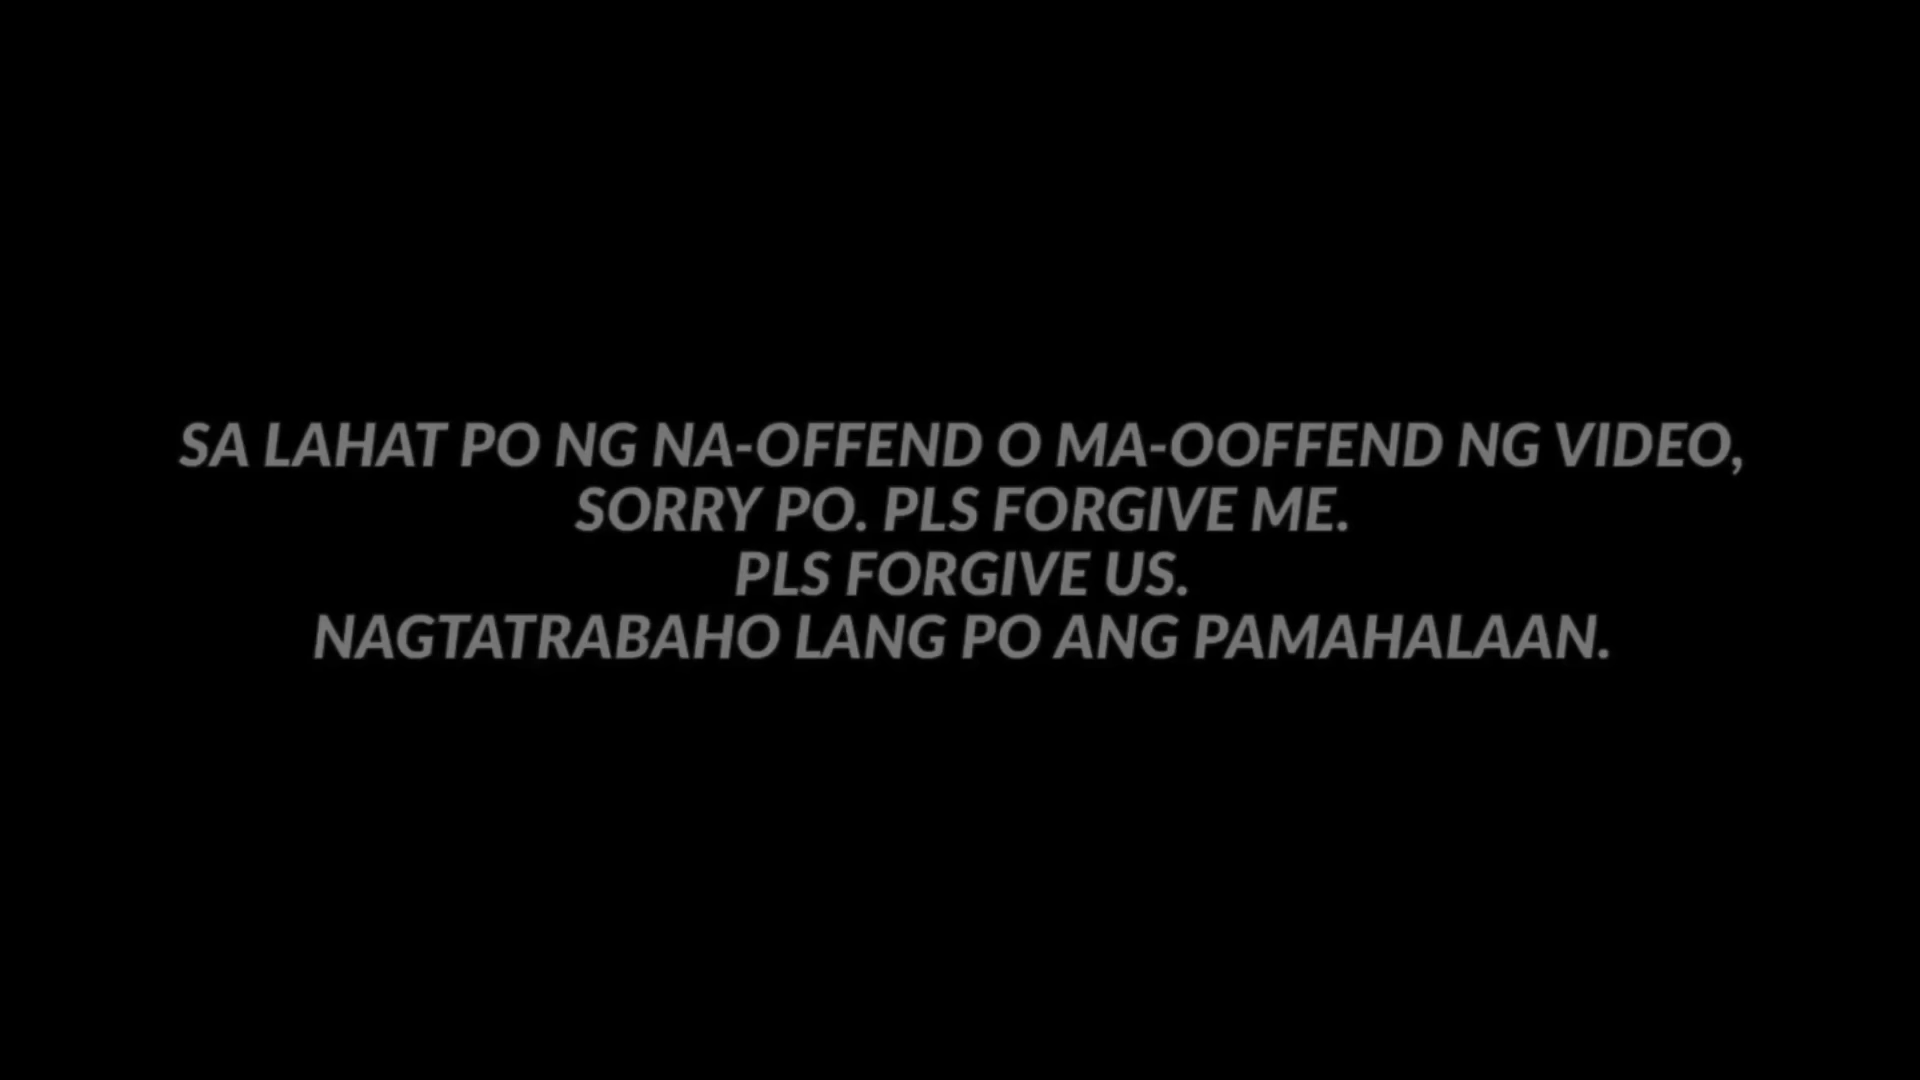 SA LAHAT PO NG NA-OFFEND O MA-OOFFEND NG VIDEO,
SORRY PO. PLS FORGIVE ME.
PLS FORGIVE US.
NAGTATRABAHO LANG PO ANG PAMAHALAAN.